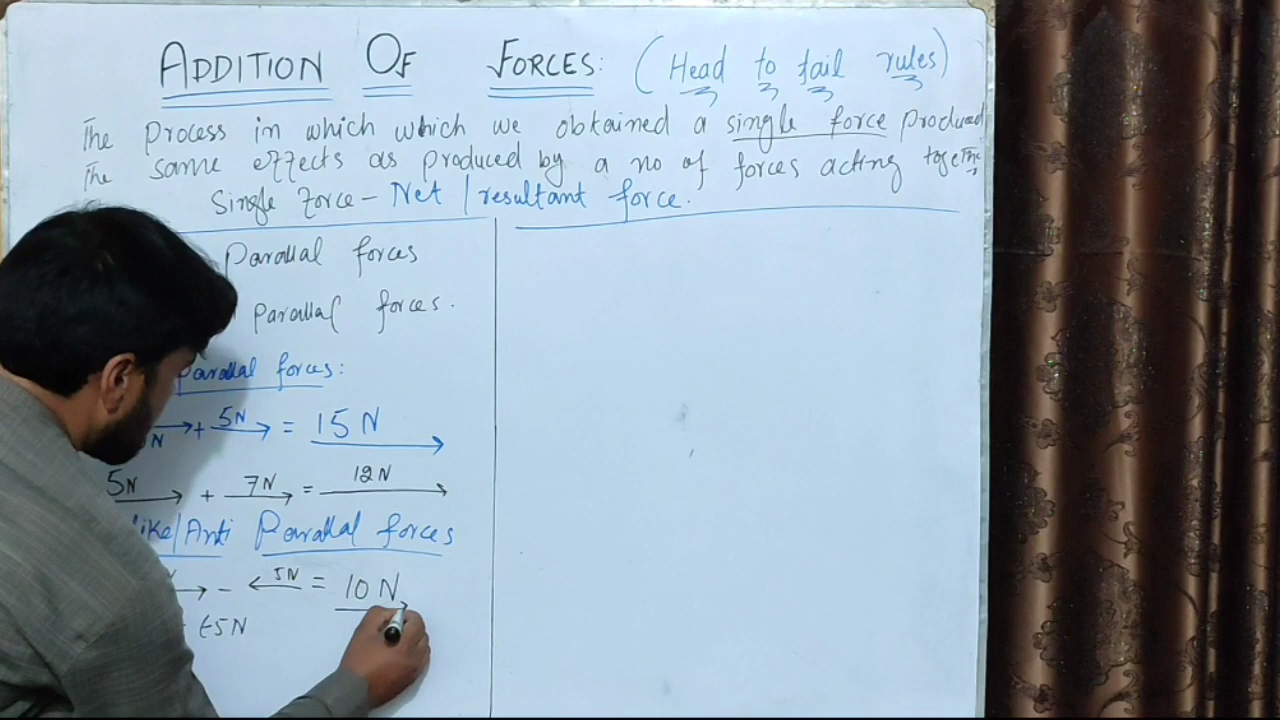 ADDITION OF FORCES: (Head to tail rules)
The process in which which we obtained a single force produced
The same effects as produced by a no of forces acting
Single force - Net / resultant force.
Parallal forces
Parallal forces.
Parallal forces:
N + 5N = 15 N
5N + 7N = 12N
like/Anti Parallal forces
- 5N = 10 N
(-5N